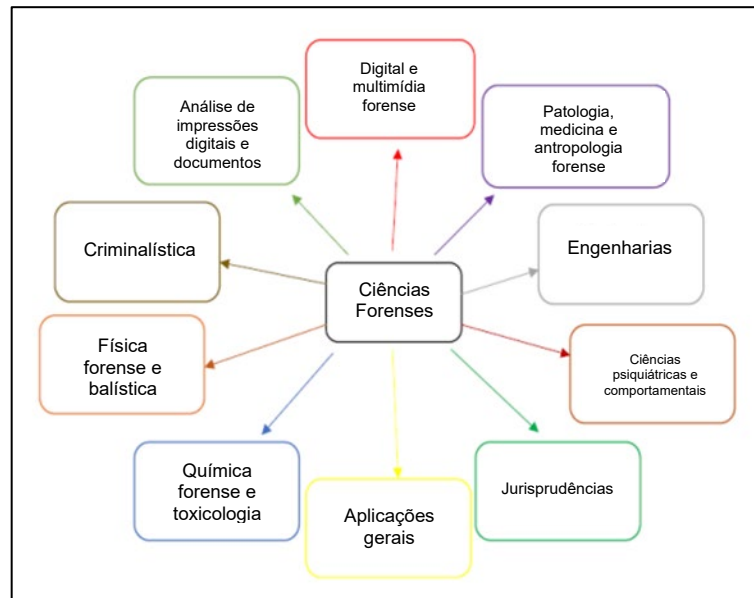 Digital e
multimídia
forense
Análise de
impressões
digitais e
documentos
Patologia,
medicina e
antropologia
forense
Criminalística
Engenharias
Ciências
Forenses
Física
forense e
balística
Ciências
psiquiátricas e
comportamentais
Química
forense e
toxicologia
Aplicações
gerais
Jurisprudências